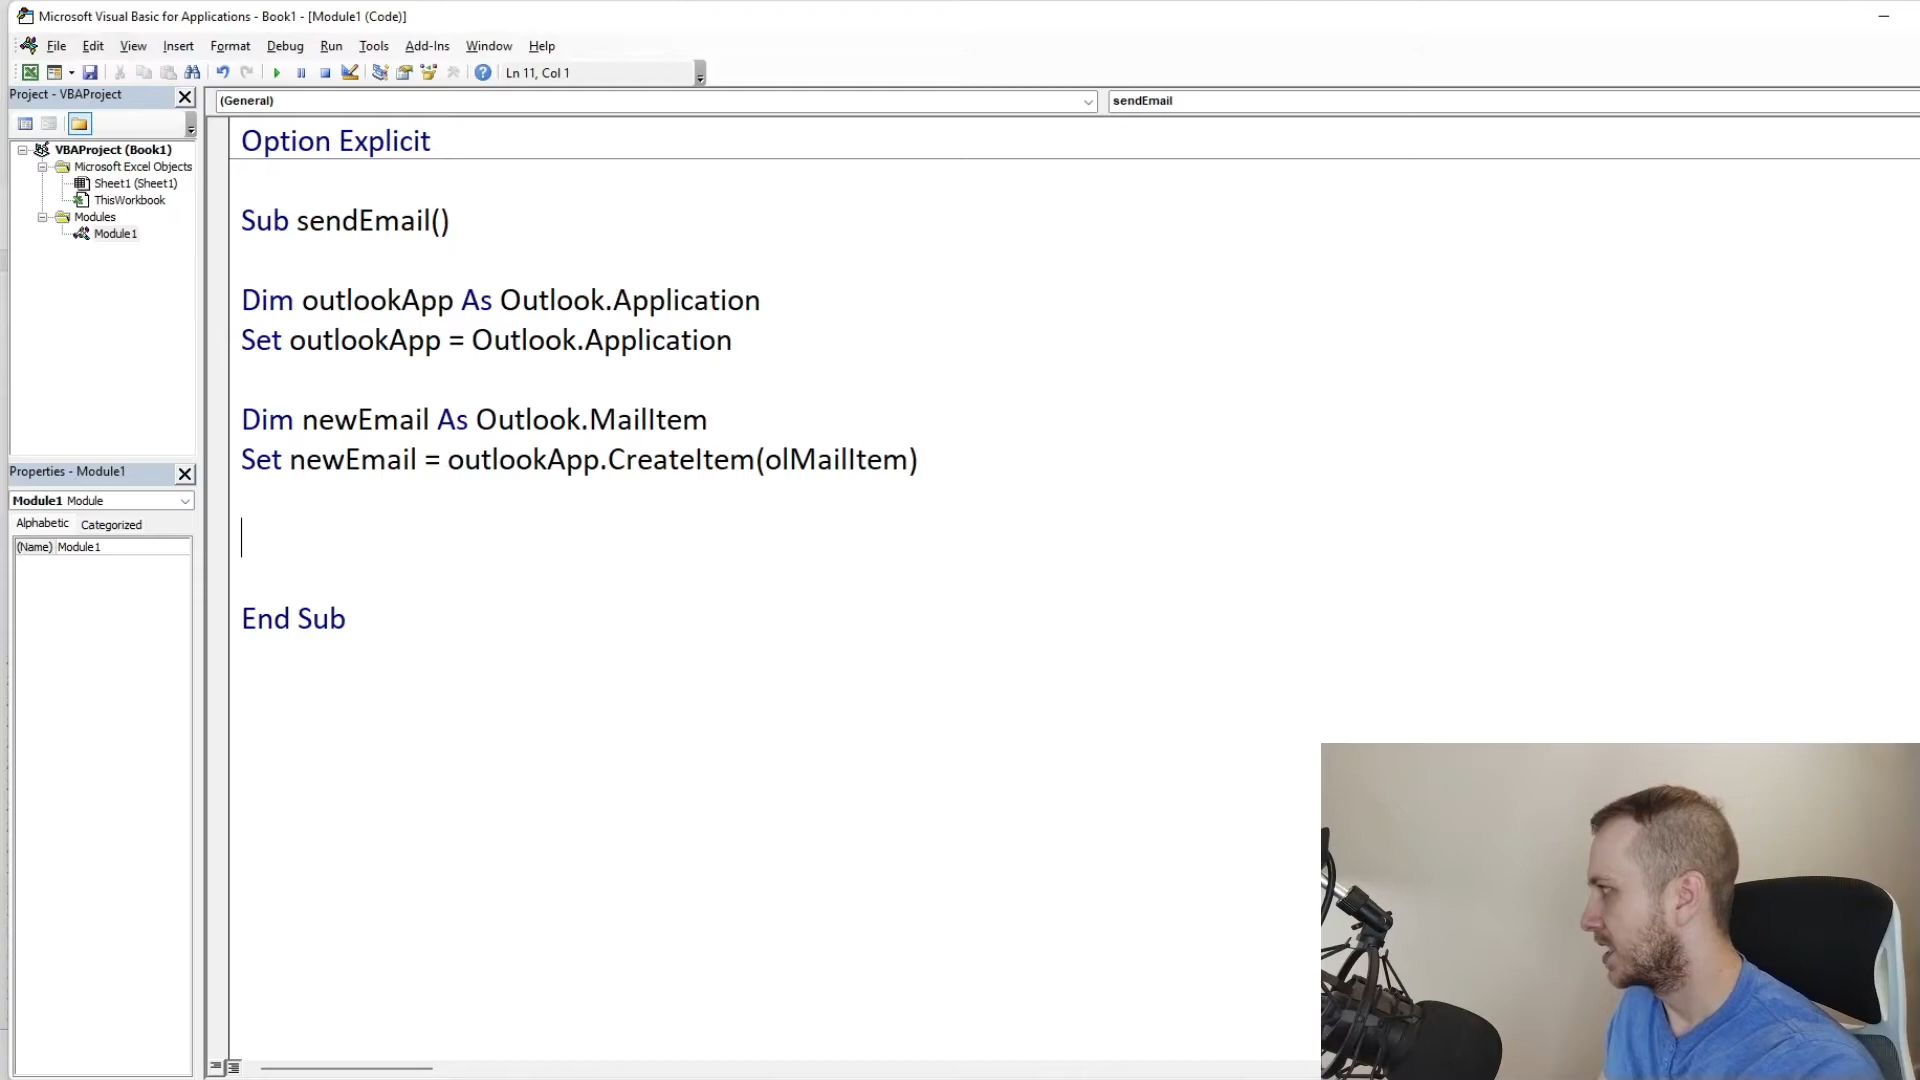 Microsoft Visual Basic for Applications - Book1 - [Module1 (Code)]
File Edit View Insert Format Debug Run Tools Add-Ins Window Help
Ln 11, Col 1
Project - VBAProject
(General)
sendEmail
VBAProject (Book1)
Microsoft Excel Objects
Sheet1 (Sheet1)
ThisWorkbook
Modules
Module1
Properties - Module1
Module1 Module
Alphabetic Categorized
(Name) Module1
Option Explicit
Sub sendEmail()
Dim outlookApp As Outlook.Application
Set outlookApp = Outlook.Application
Dim newEmail As Outlook.MailItem
Set newEmail = outlookApp.CreateItem(olMailItem)
End Sub